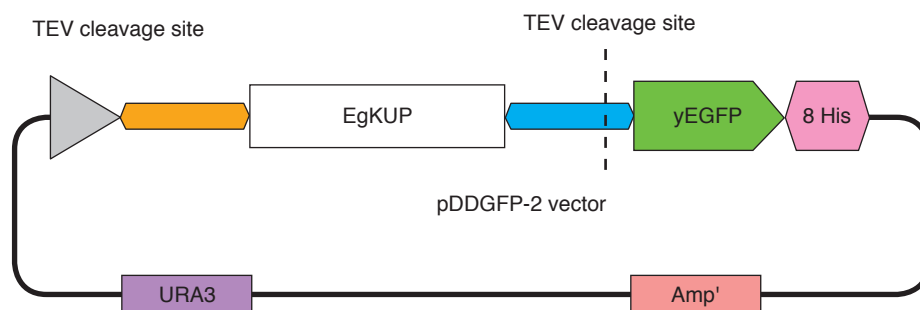 TEV cleavage site
TEV cleavage site
EgKUP
yEGFP
8 His
pDDGFP-2 vector
URA3
Amp'